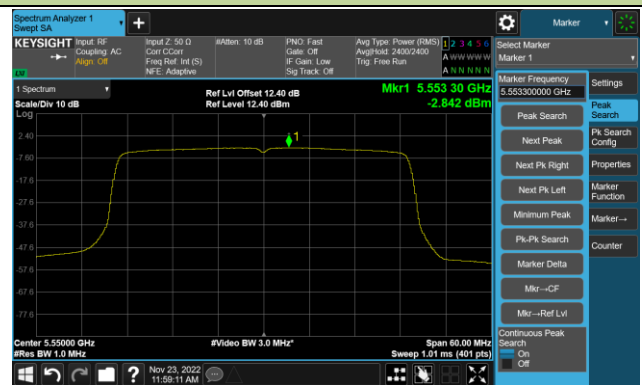 Spectrum Analyzer 1
Swept SA
Marker
KEYSIGHT
Input: RF
Coupling: AC
Align: Off
Input Z: 50 Ω
Corr CCorr
Freq Ref: Int (S)
NFE: Adaptive
#Atten: 10 dB
PNO: Fast
Gate: Off
IF Gain: Low
Sig Track: Off
Avg Type: Power (RMS)
Avg|Hold: 2400/2400
Trig: Free Run
1 2 3 4 5 6
A W W W W W
A N N N N N
Select Marker
Marker 1
LW
1 Spectrum
Scale/Div 10 dB
Log
Ref Lvl Offset 12.40 dB
Ref Level 12.40 dBm
Mkr1 5.553 30 GHz
-2.842 dBm
2.40
-7.60
-17.6
-27.6
-37.6
-47.6
-57.6
-67.6
-77.6
1
Center 5.55000 GHz
#Res BW 1.0 MHz
#Video BW 3.0 MHz*
Span 60.00 MHz
Sweep 1.01 ms (401 pts)
Marker Frequency
5.553300000 GHz
Peak Search
Next Peak
Next Pk Right
Next Pk Left
Minimum Peak
Pk-Pk Search
Marker Delta
Mkr→CF
Mkr→Ref Lvl
Continuous Peak
Search
On
Off
Settings
Peak
Search
Pk Search
Config
Properties
Marker
Function
Marker→
Counter
Nov 23, 2022
11:59:11 AM